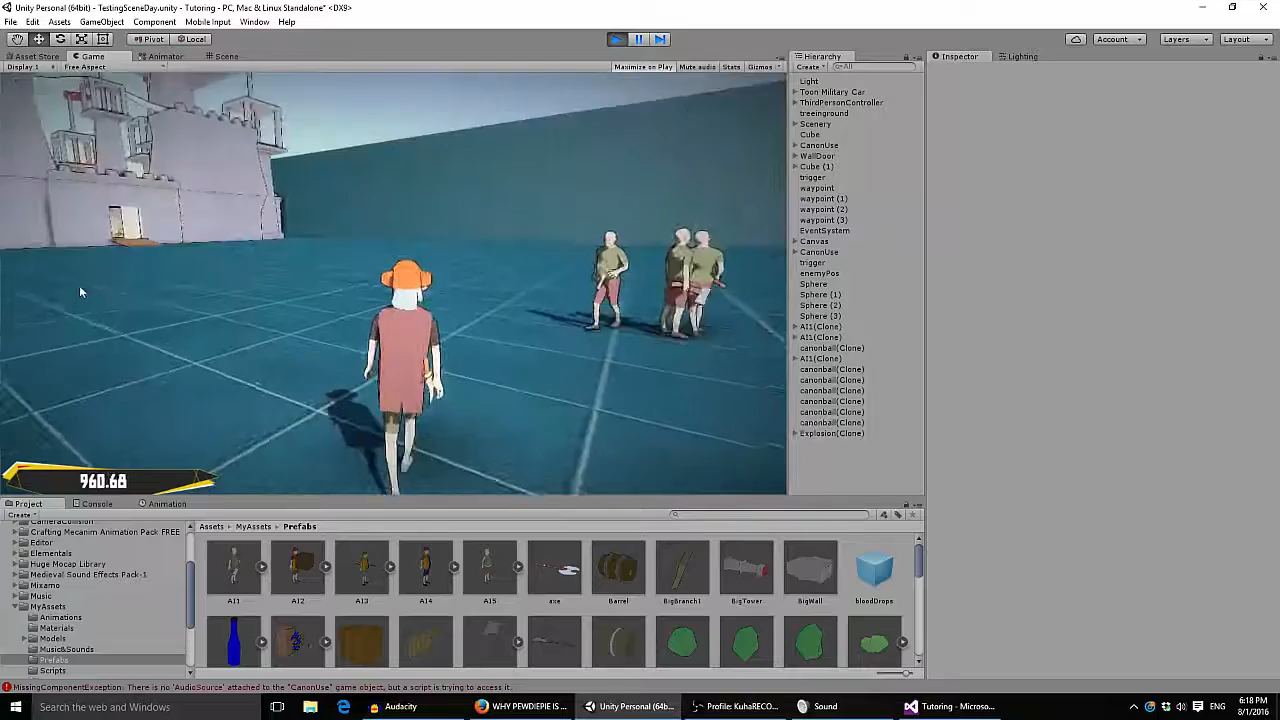 Unity Personal (64bit) - TestingSceneDay.unity - Tutoring - PC, Mac & Linux Standalone* <DX9>
File Edit Assets GameObject Component Mobile Input Window Help
Pivot Local Account Layers Layout
Asset Store Game Animator Scene Hierarchy Inspector Lighting
Display 1 Free Aspect Maximize on Play Mute audio Stats Gizmos Create All
Light
Toon Military Car
ThirdPersonController
treeinground
Scenery
Cube
CanonUse
WallDoor
Cube (1)
trigger
waypoint
waypoint (1)
waypoint (2)
waypoint (3)
EventSystem
Canvas
CanonUse
trigger
enemyPos
Sphere
Sphere (1)
Sphere (2)
Sphere (3)
AI1(Clone)
AI1(Clone)
canonball(Clone)
AI1(Clone)
canonball(Clone)
canonball(Clone)
canonball(Clone)
canonball(Clone)
canonball(Clone)
canonball(Clone)
Explosion(Clone)
960.68
Project Console Animation
Create
Assets MyAssets Prefabs
CameraCollision
Crafting Mecanim Animation Pack FREE
Editor
Elementals
Huge Mocap Library
Medieval Sound Effects Pack-1
Mixamo
Music
MyAssets
Animations
Materials
Models
Music&Sounds
Prefabs
Scripts
AI1 AI2 AI3 AI4 AI5 axe Barrel BigBranch1 BigTower BigWall bloodDrops
MissingComponentException: There is no 'AudioSource' attached to the "CanonUse" game object, but a script is trying to access it.
Search the web and Windows
Audacity
WHY PEWDIEPIE IS ...
Unity Personal (64b...
Profile: KuhaRECO...
Sound
Tutoring - Microso...
ENG
6:18 PM
8/1/2016